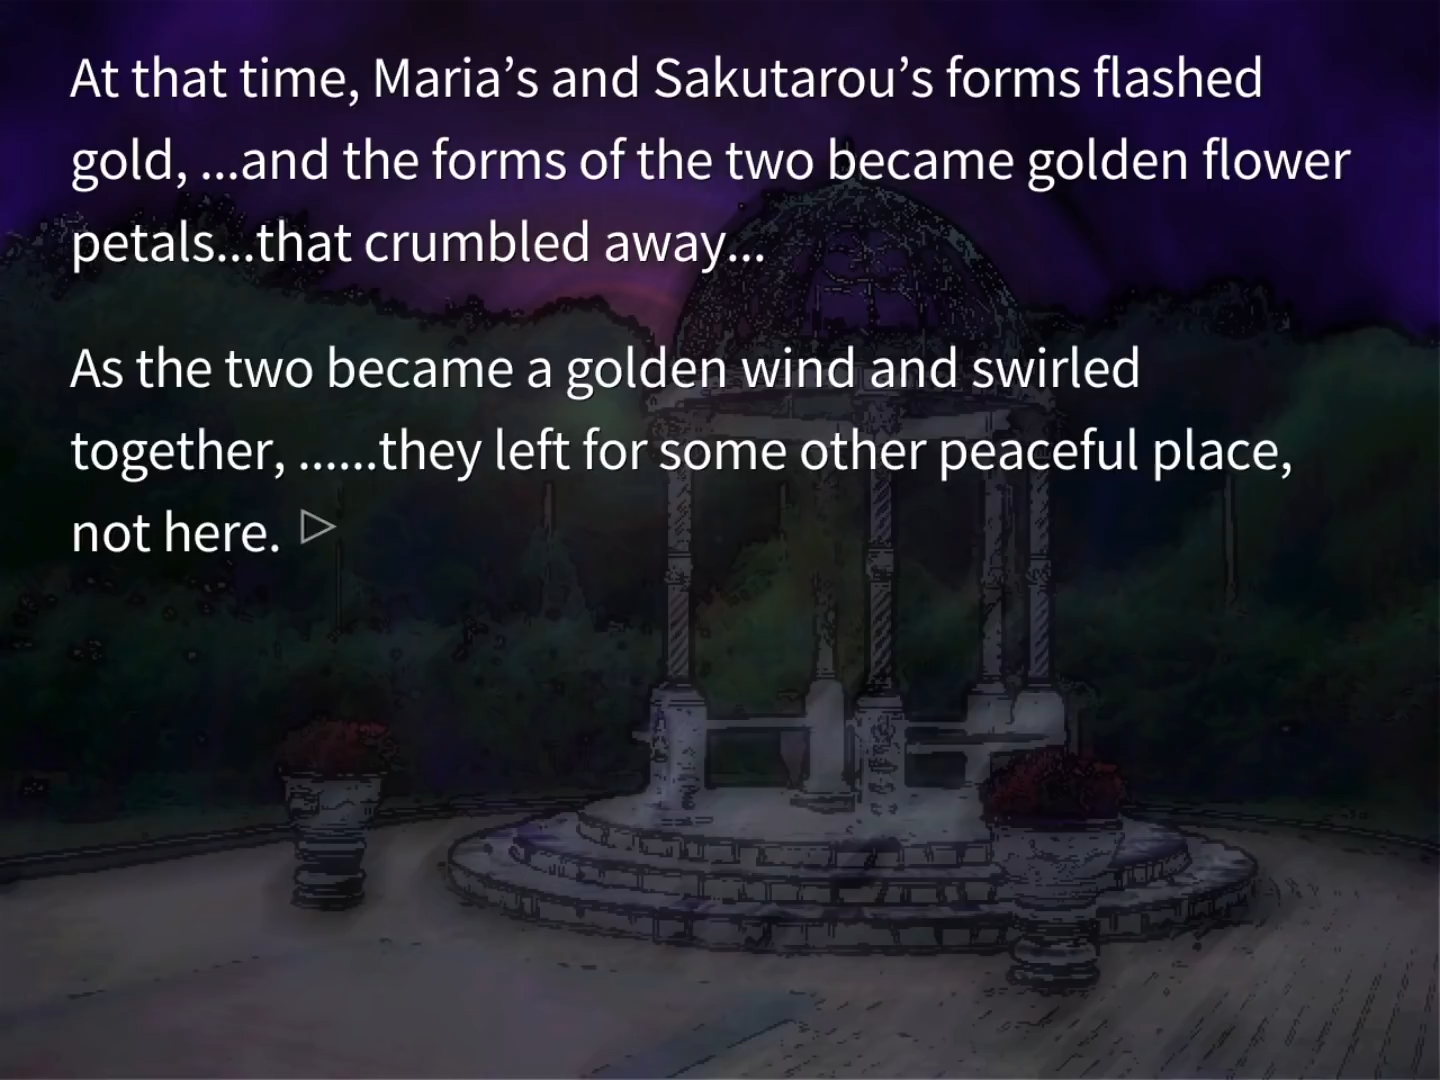 At that time, Maria’s and Sakutarou’s forms flashed
gold, ...and the forms of the two became golden flower
petals...that crumbled away...
As the two became a golden wind and swirled
together, ......they left for some other peaceful place,
not here.